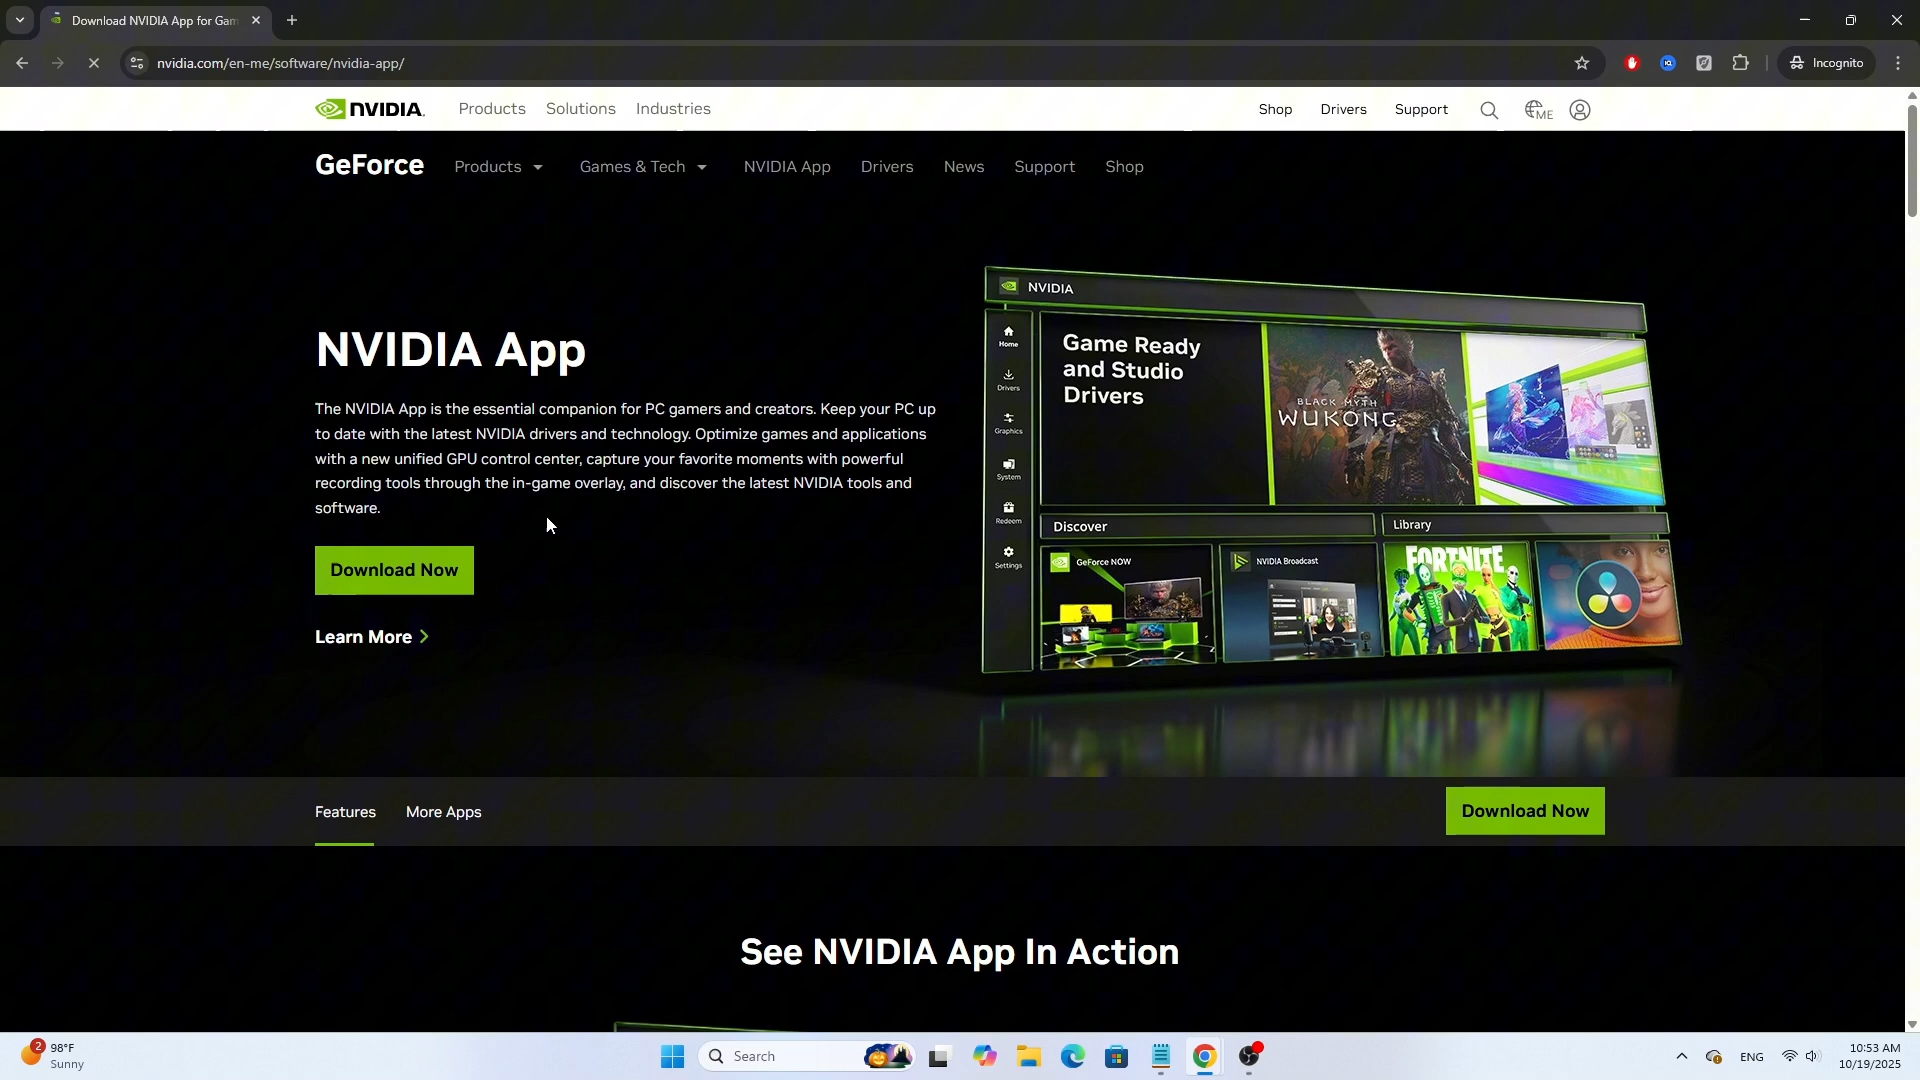 Download NVIDIA App for Gam
nvidia.com/en-me/software/nvidia-app/
Incognito
NVIDIA.
Products
Solutions
Industries
Shop
Drivers
Support
ME
GeForce
Products
Games & Tech
NVIDIA App
Drivers
News
Support
Shop
NVIDIA App
The NVIDIA App is the essential companion for PC gamers and creators. Keep your PC up
to date with the latest NVIDIA drivers and technology. Optimize games and applications
with a new unified GPU control center, capture your favorite moments with powerful
recording tools through the in-game overlay, and discover the latest NVIDIA tools and
software.
Download Now
Learn More
NVIDIA
Home
Drivers
Graphics
System
Redeem
Settings
Game Ready
and Studio
Drivers
BLACK MYTH
WUKONG
Discover
Library
GeForce NOW
NVIDIA Broadcast
FORTNITE
Features
More Apps
Download Now
See NVIDIA App In Action
2
98°F
Sunny
Search
ENG
10:53 AM
10/19/2025